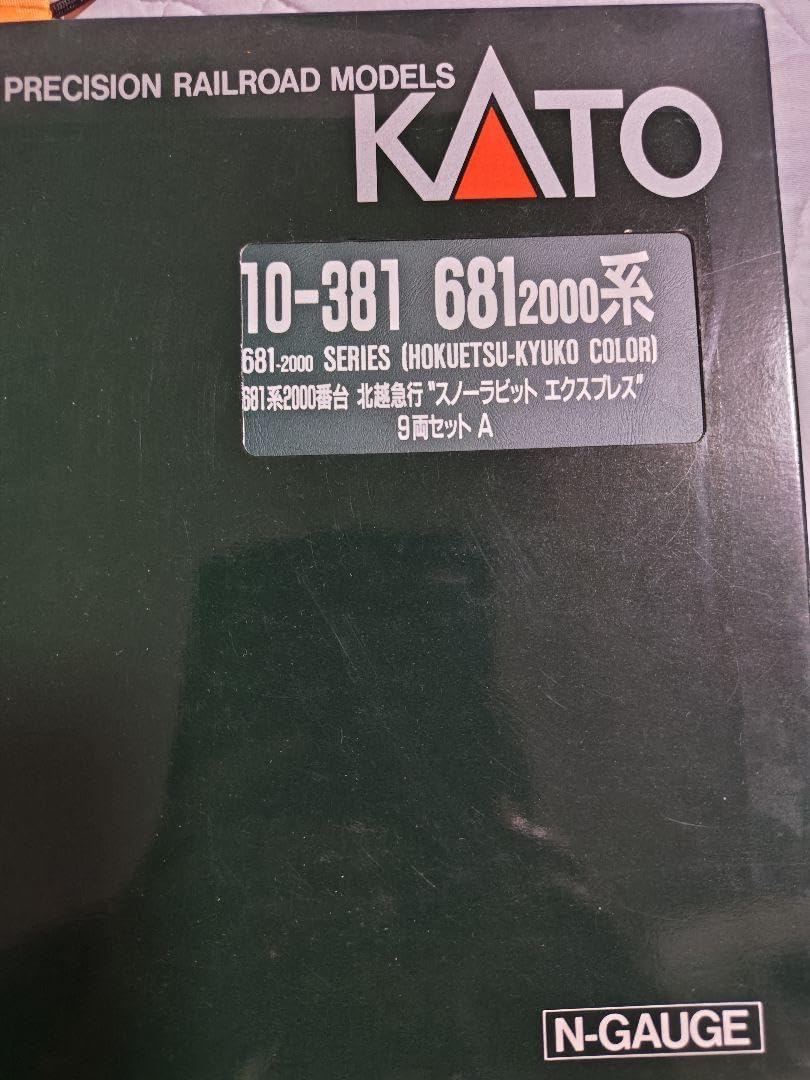 PRECISION RAILROAD MODELS
KATO
10-381 681 2000系
681-2000 SERIES (HOKUETSU-KYUKO COLOR)
681系2000番台 北越急行 "スノーラビット エクスプレス"
9両セット A
N-GAUGE